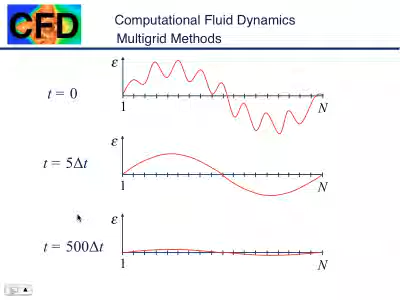 CFD
Computational Fluid Dynamics
Multigrid Methods
ε
t = 0
1
N
ε
t = 5Δt
1
N
ε
t = 500Δt
1
N